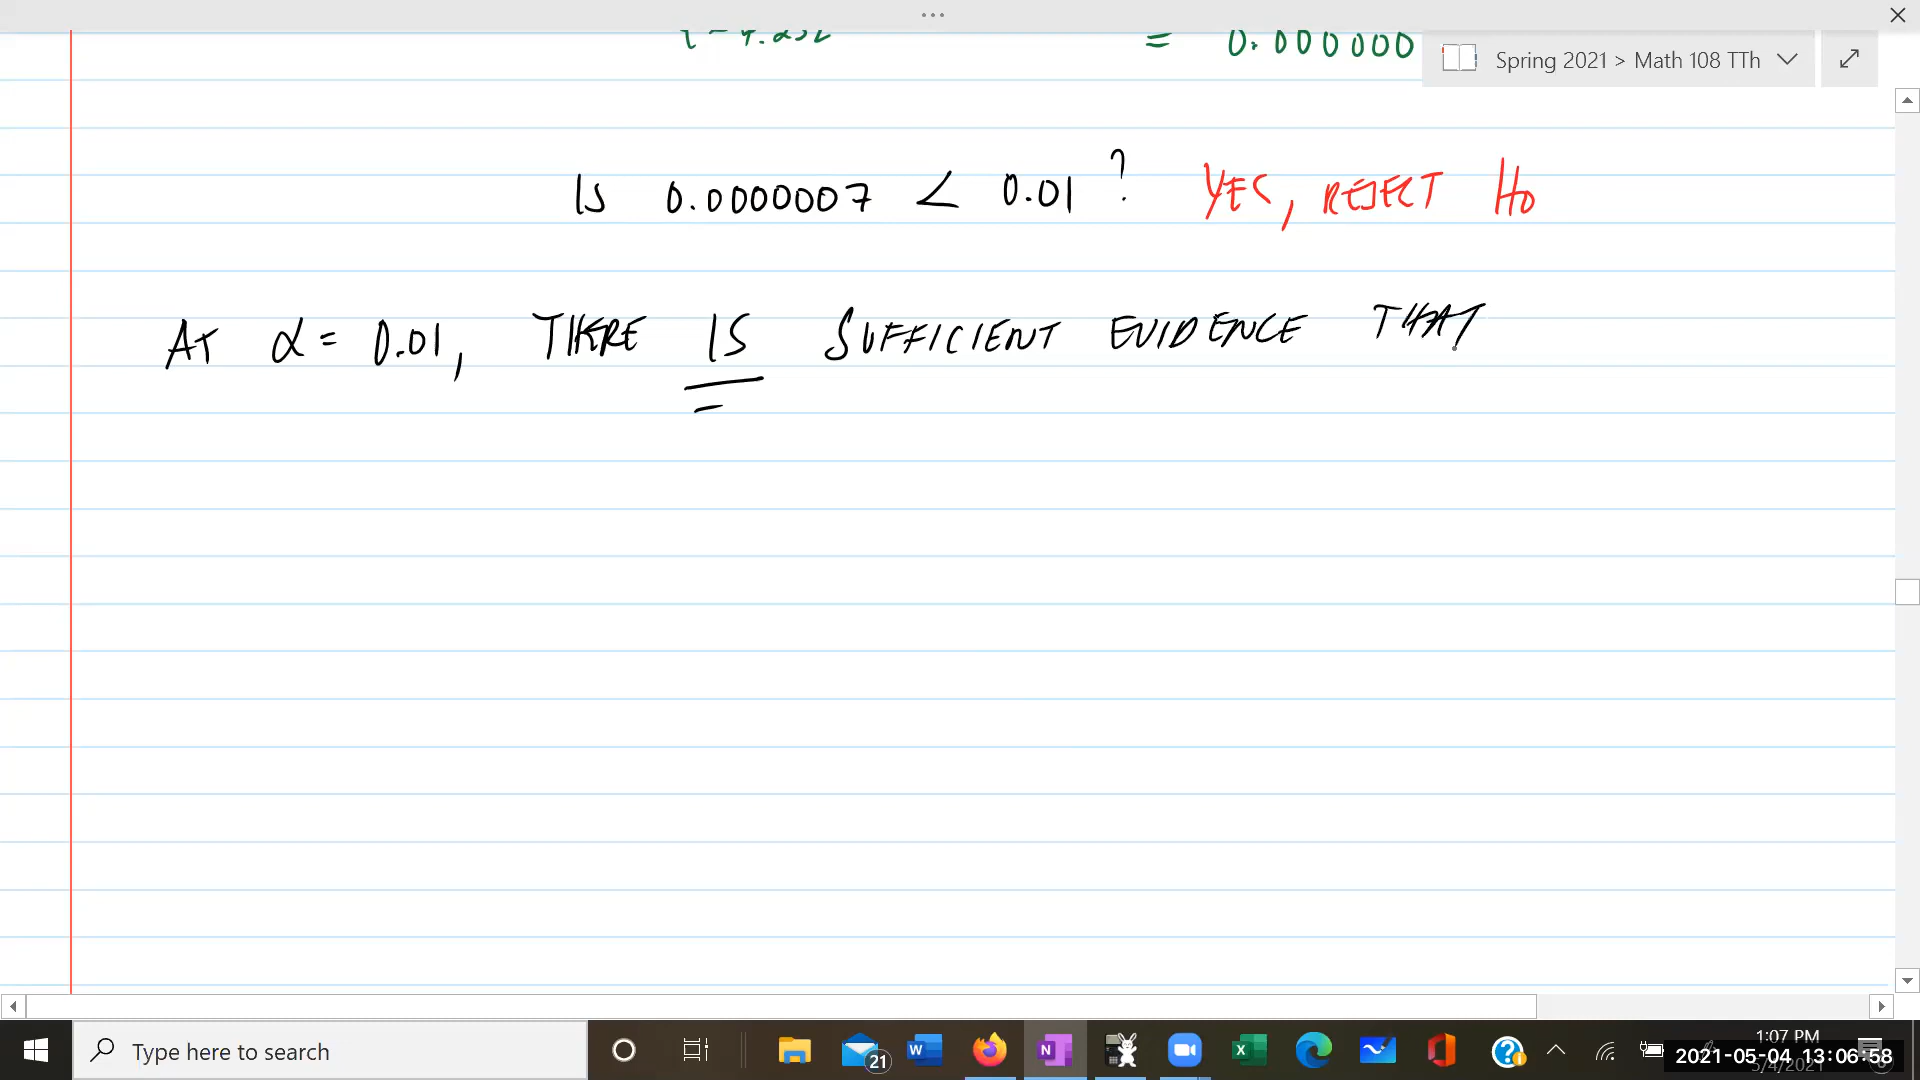 = 0.000000
Spring 2021 > Math 108 TTh
Is 0.0000007 < 0.01 ? YES, REJECT H0
AT α = 0.01, THERE IS SUFFICIENT EVIDENCE THAT
Type here to search
21
1:07 PM
2021-05-04 13:06:58